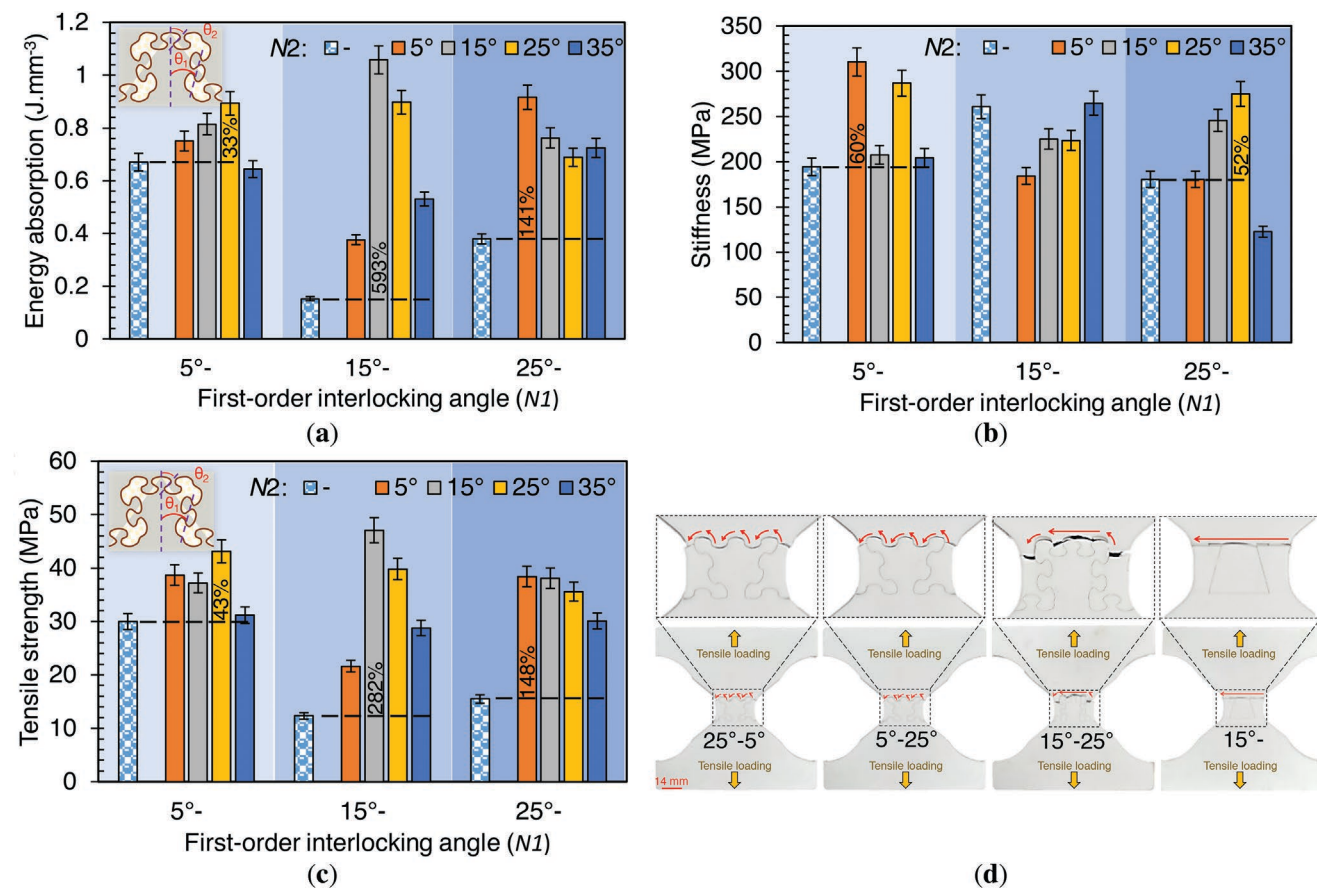 N2: - 5° 15° 25° 35°
1.2
1
0.8
0.6
0.4
0.2
0
Energy absorption (J.mm-3)
θ2
θ1
33%
593%
141%
5°- 15°- 25°-
First-order interlocking angle (N1)
(a)
N2: - 5° 15° 25° 35°
350
300
250
200
150
100
50
0
Stiffness (MPa)
60%
52%
5°- 15°- 25°-
First-order interlocking angle (N1)
(b)
N2: - 5° 15° 25° 35°
60
50
40
30
20
10
0
Tensile strength (MPa)
θ2
θ1
43%
282%
148%
5°- 15°- 25°-
First-order interlocking angle (N1)
(c)
Tensile loading Tensile loading Tensile loading Tensile loading
25°-5° 5°-25° 15°-25° 15°-
Tensile loading Tensile loading Tensile loading Tensile loading
14 mm
(d)